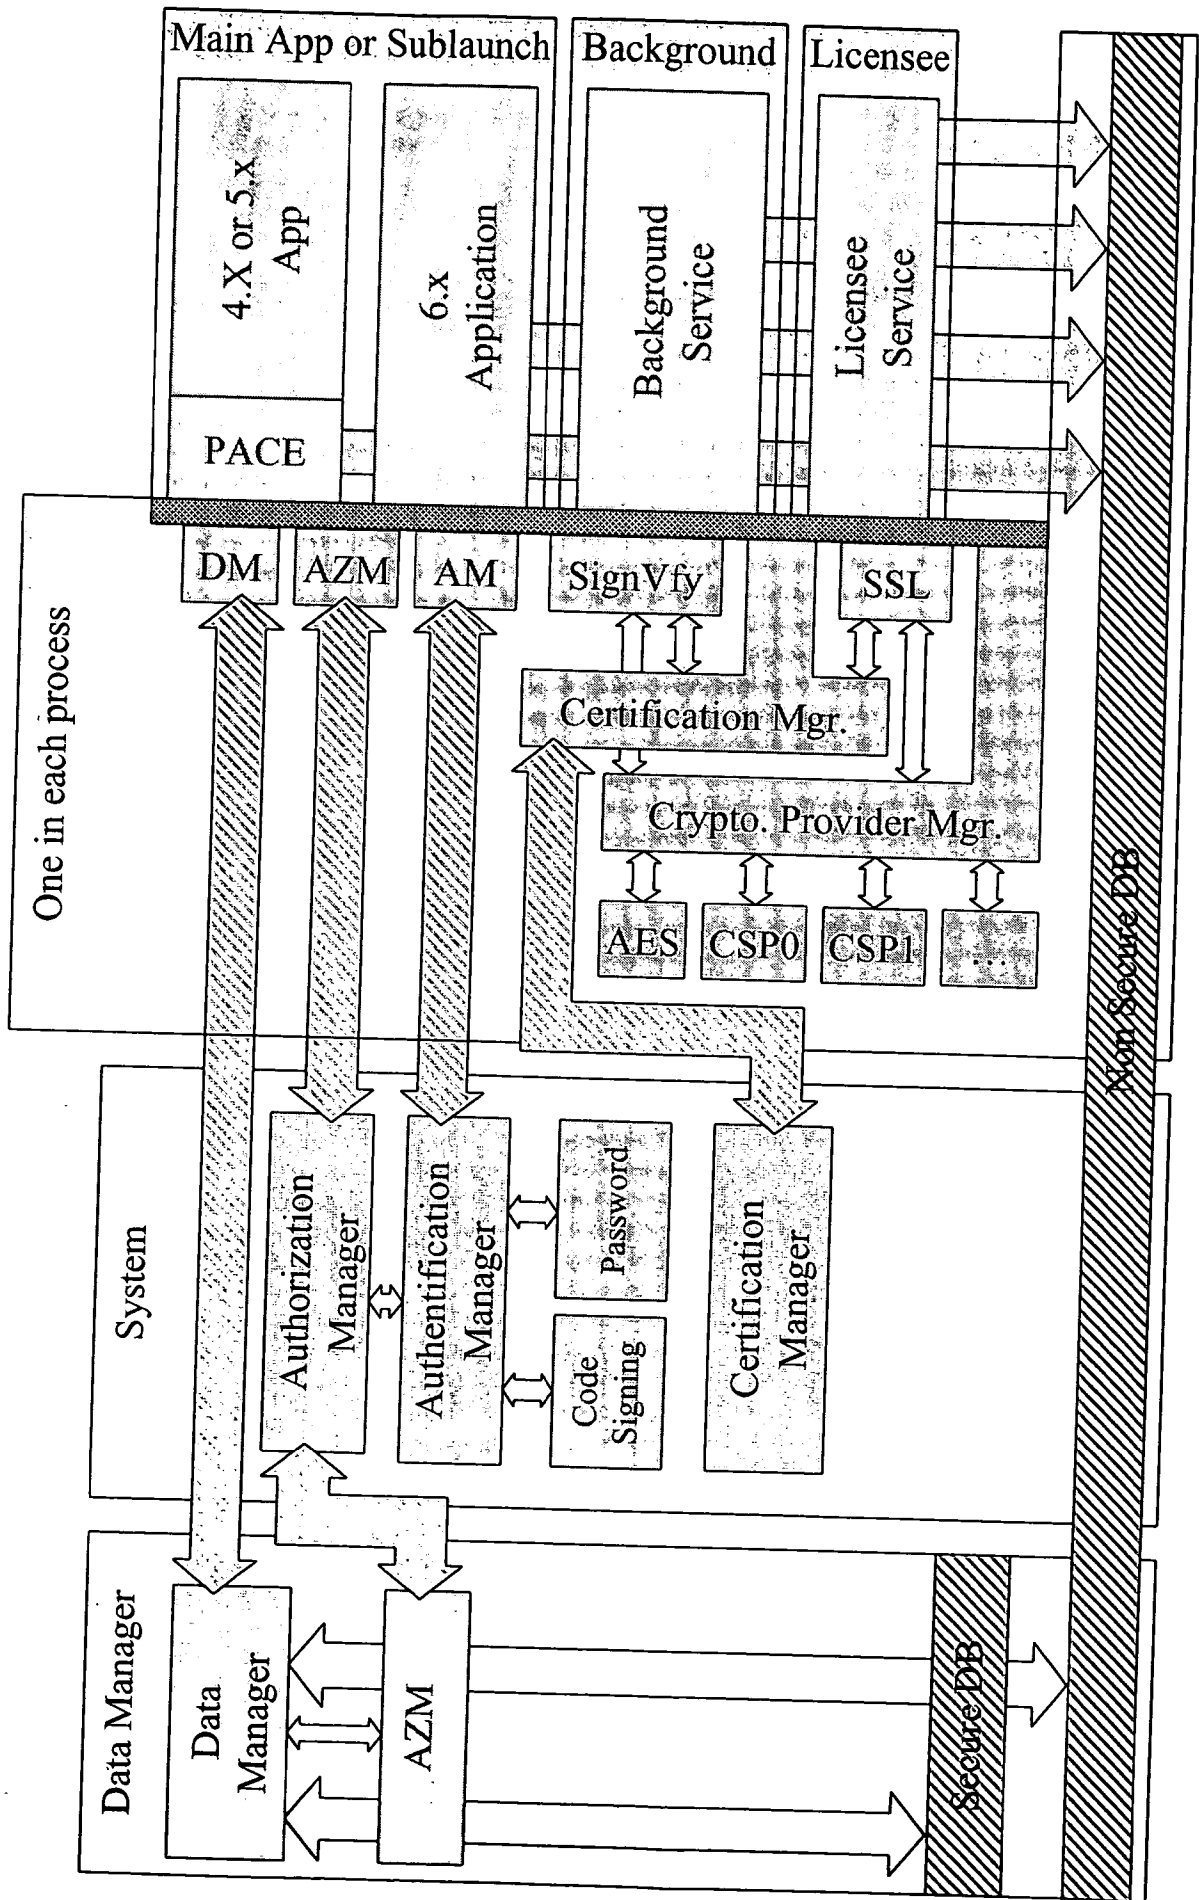 Main App or Sublaunch
Background
Licensee
4.X or 5.x
App
PACE
6.x
Application
Background
Service
Licensee
Service
One in each process
DM
AZM
AM
SignVfy
SSL
Certification Mgr.
Crypto. Provider Mgr.
AES
CSP0
CSP1
...
Non Secure DB
System
Authorization
Manager
Authentification
Manager
Password
Code
Signing
Certification
Manager
Data Manager
Data
Manager
AZM
Secure DB